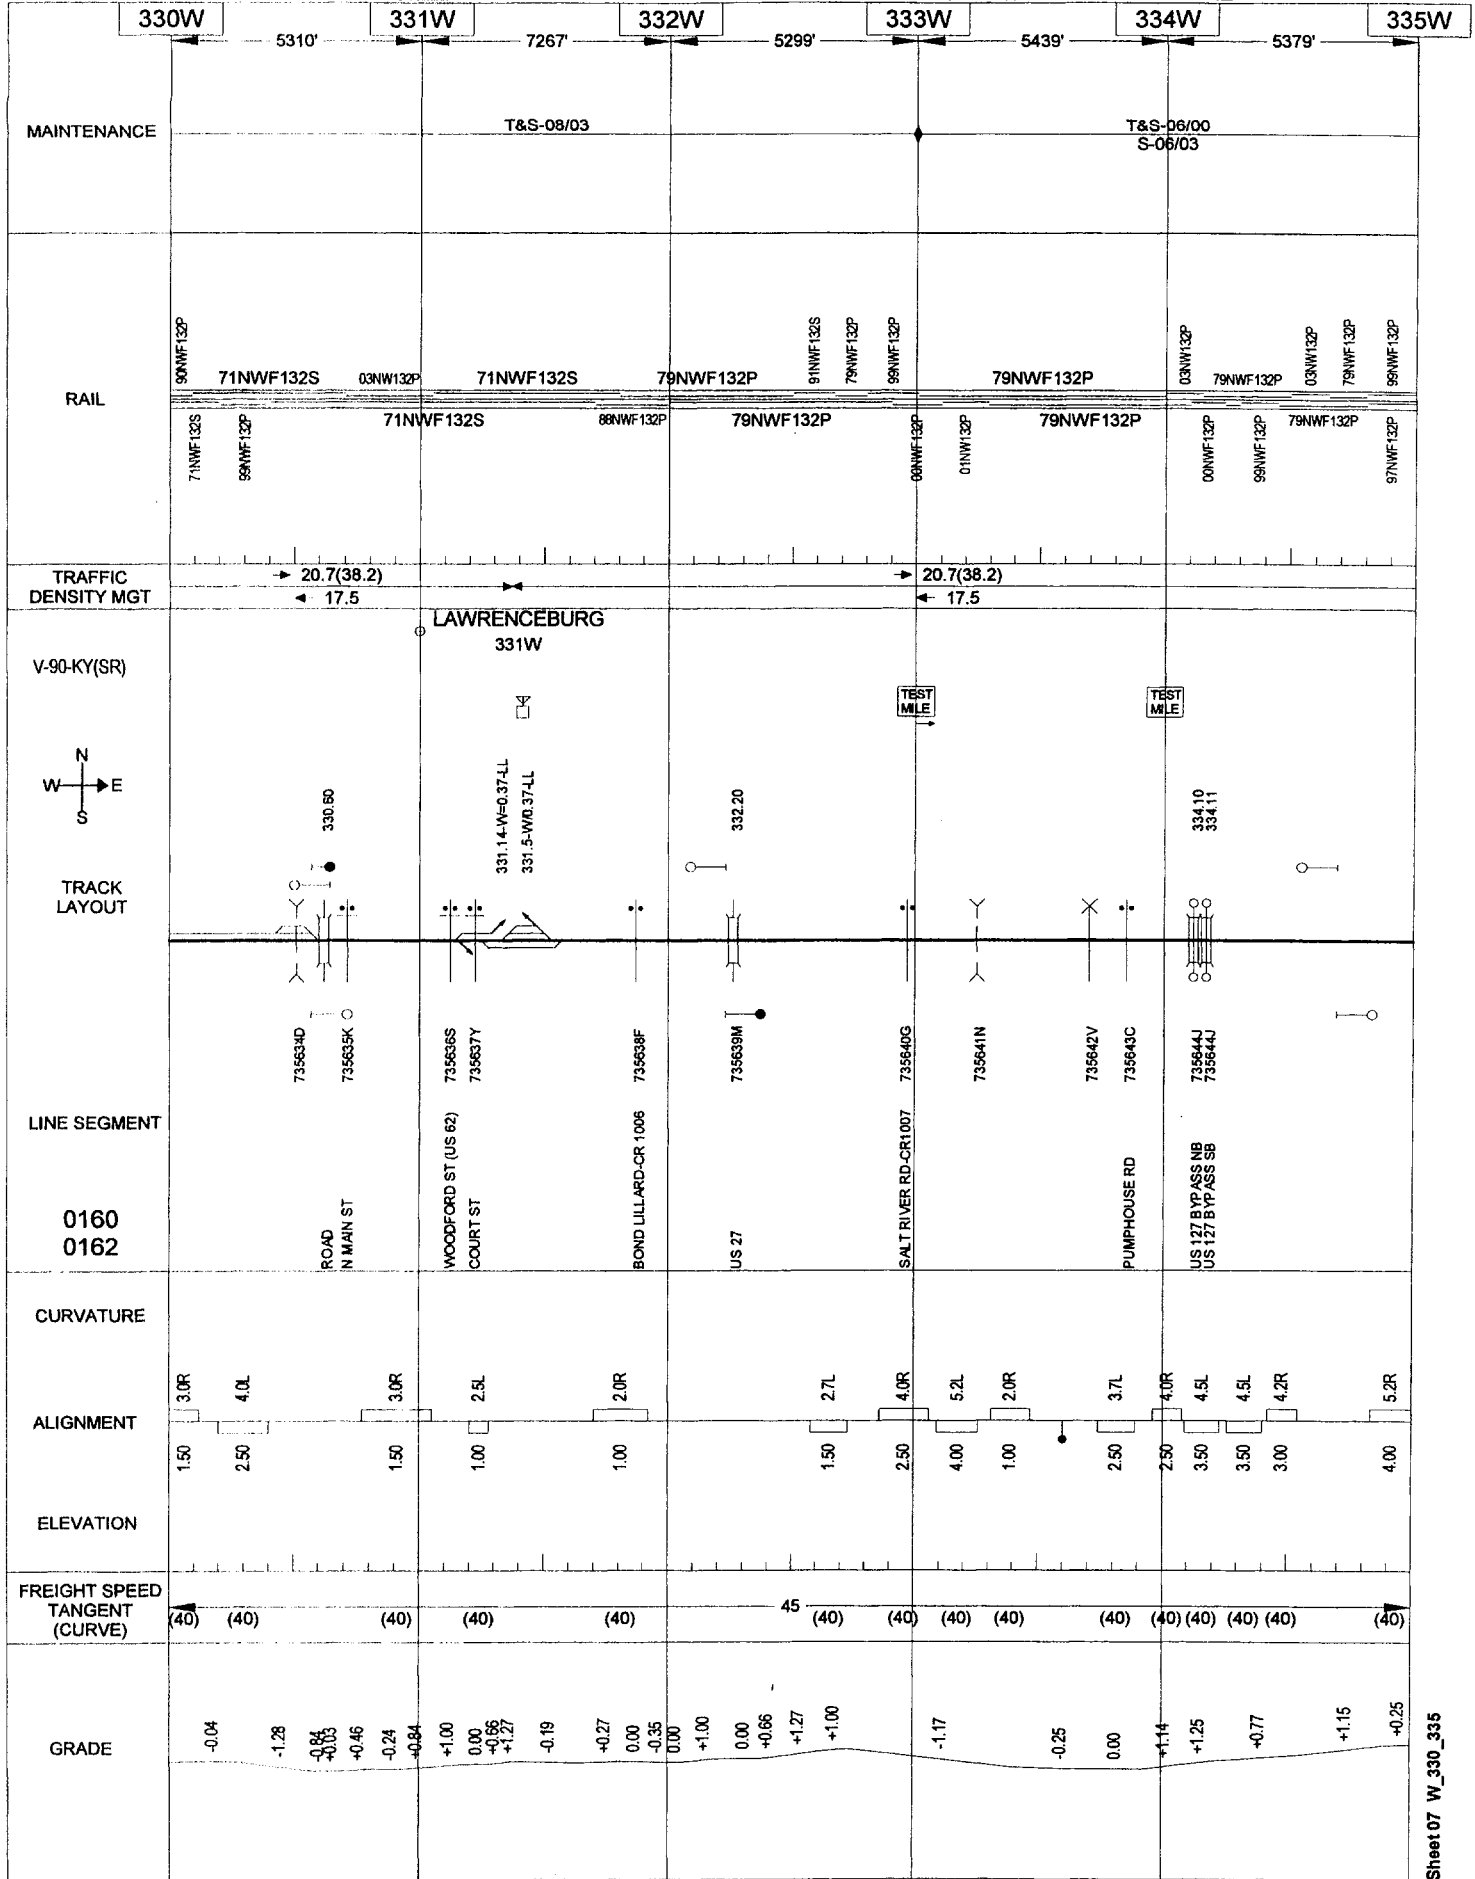 330W 331W 332W 333W 334W 335W
5310' 7267' 5299' 5439' 5379'
MAINTENANCE
T&S-08/03
T&S-06/00
S-06/03
RAIL
90NWF132P 71NWF132S 03NW132P 71NWF132S 79NWF132P 91NWF132S 79NWF132P 99NWF132P 79NWF132P 03NW132P 79NWF132P 03NW132P 79NWF132P 99NWF132P
71NWF132S 99NWF132P 71NWF132S 88NWF132P 79NWF132P 00NWF132P 01NW132P 79NWF132P 00NWF132P 99NWF132P 79NWF132P 97NWF132P
TRAFFIC
DENSITY MGT
20.7(38.2) 20.7(38.2)
17.5 17.5
LAWRENCEBURG
331W
V-90-KY(SR)
TEST
MILE
TEST
MILE
N
W E
S
330.60
331.14-W=0.37-LL
331.5-W/0.37-LL
332.20
334.10
334.11
TRACK
LAYOUT
735634D
735635K
735636S
735637Y
735638F
735639M
735640G
735641N
735642V
735643C
735644J
735644J
LINE SEGMENT
0160
0162
ROAD
N MAIN ST
WOODFORD ST (US 62)
COURT ST
BOND LILLARD-CR 1006
US 27
SALT RIVER RD-CR1007
PUMPHOUSE RD
US 127 BYPASS NB
US 127 BYPASS SB
CURVATURE
3.0R 4.0L 3.0R 2.5L 2.0R 2.7L 4.0R 5.2L 2.0R 3.7L 4.0R 4.5L 4.5L 4.2R 5.2R
ALIGNMENT
1.50 2.50 1.50 1.00 1.00 1.50 2.50 4.00 1.00 2.50 2.50 3.50 3.50 3.00 4.00
ELEVATION
FREIGHT SPEED
TANGENT
(CURVE)
45
(40) (40) (40) (40) (40) (40) (40) (40) (40) (40) (40) (40) (40) (40) (40)
GRADE
-0.04 -1.28 -0.84 +0.03 +0.46 -0.24 +0.84 +1.00 0.00 +0.66 +1.27 -0.19 +0.27 0.00 -0.35 0.00 +1.00 0.00 +0.66 +1.27 +1.00 -1.17 -0.25 0.00 +1.14 +1.25 +0.77 +1.15 +0.25
Sheet 07 W_330_335